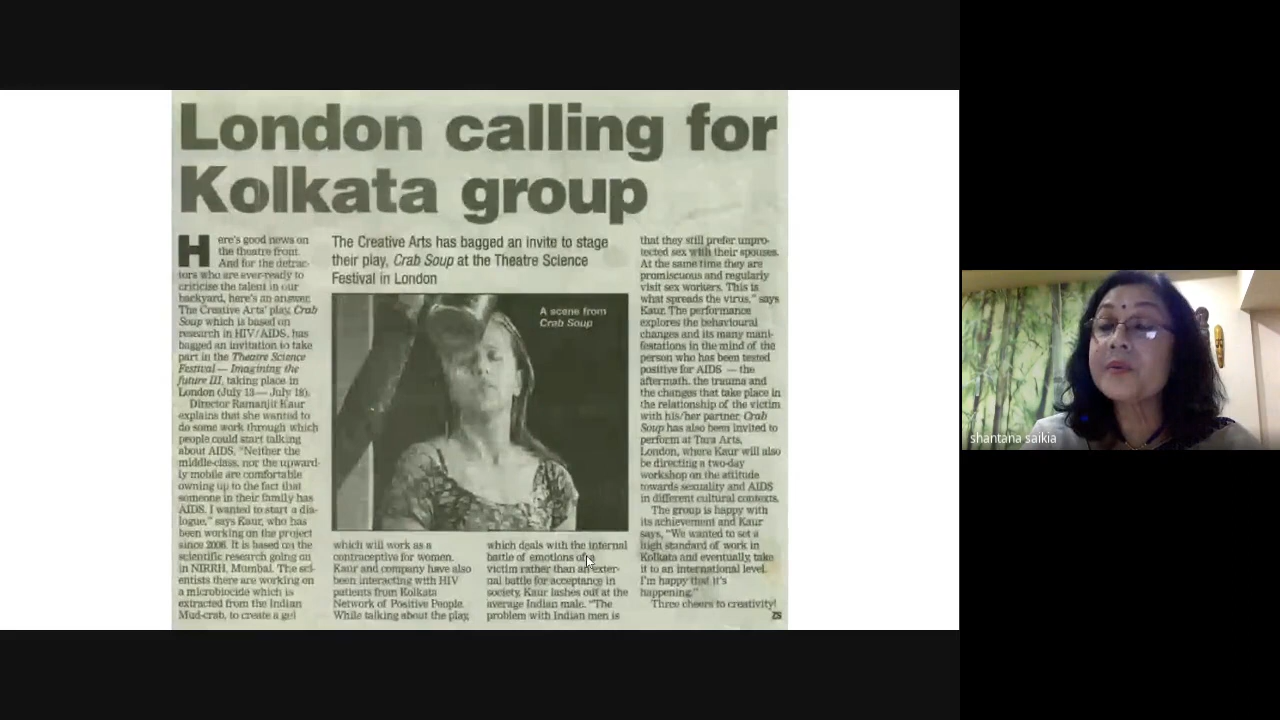 London calling for
Kolkata group
Here's good news on
the theatre front.
And for the detrac-
tors who are ever-ready to
criticise the talent in our
backyard, here's an answer.
The Creative Arts' play, Crab
Soup which is based on
research in HIV/AIDS, has
bagged an invitation to take
part in the Theatre Science
Festival — Imagining the
future III, taking place in
London (July 13 — July 18).
Director Ramanjit Kaur
explains that she wanted to
do some work through which
people could start talking
about AIDS. "Neither the
middle-class, nor the upward-
ly mobile are comfortable
owning up to the fact that
someone in their family has
AIDS. I wanted to start a dia-
logue," says Kaur, who has
been working on the project
since 2006. It is based on the
scientific research going on
in NIRRH, Mumbai. The sci-
entists there are working on
a microbiocide which is
extracted from the Indian
Mud-crab, to create a gel
The Creative Arts has bagged an invite to stage
their play, Crab Soup at the Theatre Science
Festival in London
A scene from
Crab Soup
which will work as a
contraceptive for women.
Kaur and company have also
been interacting with HIV
patients from Kolkata
Network of Positive People.
While talking about the play,
which deals with the internal
battle of emotions of a
victim rather than an exter-
nal battle for acceptance in
society, Kaur lashes out at the
average Indian male. "The
problem with Indian men is
that they still prefer unpro-
tected sex with their spouses.
At the same time they are
promiscuous and regularly
visit sex workers. This is
what spreads the virus," says
Kaur. The performance
explores the behavioural
changes and its many mani-
festations in the mind of the
person who has been tested
positive for AIDS — the
aftermath, the trauma and
the changes that take place in
the relationship of the victim
with his/her partner. Crab
Soup has also been invited to
perform at Tara Arts,
London, where Kaur will also
be directing a two-day
workshop on the attitude
towards sexuality and AIDS
in different cultural contexts.
The group is happy with
its achievement and Kaur
says, "We wanted to set a
high standard of work in
Kolkata and eventually, take
it to an international level.
I'm happy that it's
happening."
Three cheers to creativity!
ZS
shantana saikia